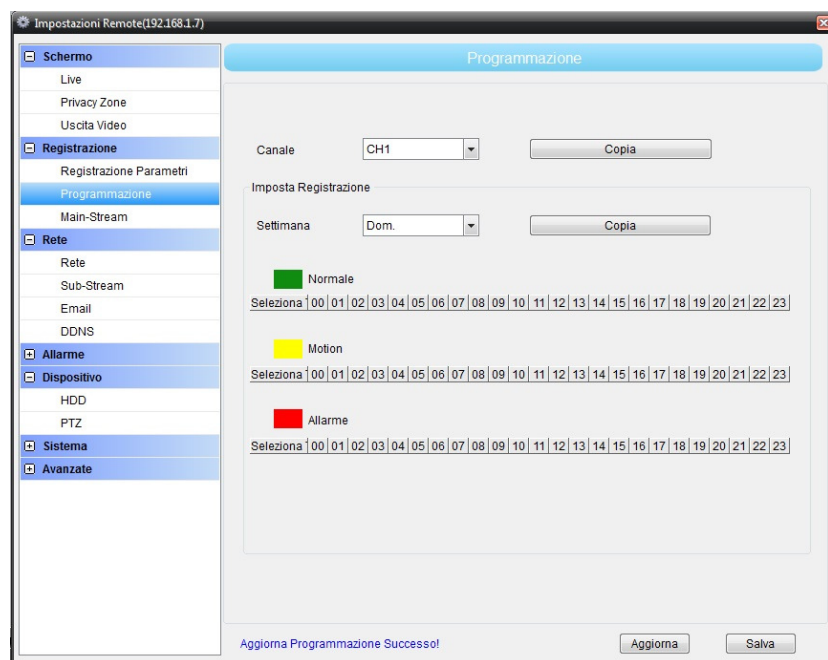 Impostazioni Remote(192.168.1.7)
Schermo
Live
Privacy Zone
Uscita Video
Registrazione
Registrazione Parametri
Programmazione
Main-Stream
Rete
Rete
Sub-Stream
Email
DDNS
Allarme
Dispositivo
HDD
PTZ
Sistema
Avanzate
Programmazione
Canale CH1 Copia
Imposta Registrazione
Settimana Dom. Copia
Normale
Seleziona 00 01 02 03 04 05 06 07 08 09 10 11 12 13 14 15 16 17 18 19 20 21 22 23
Motion
Seleziona 00 01 02 03 04 05 06 07 08 09 10 11 12 13 14 15 16 17 18 19 20 21 22 23
Allarme
Seleziona 00 01 02 03 04 05 06 07 08 09 10 11 12 13 14 15 16 17 18 19 20 21 22 23
Aggiorna Programmazione Successo! Aggiorna Salva